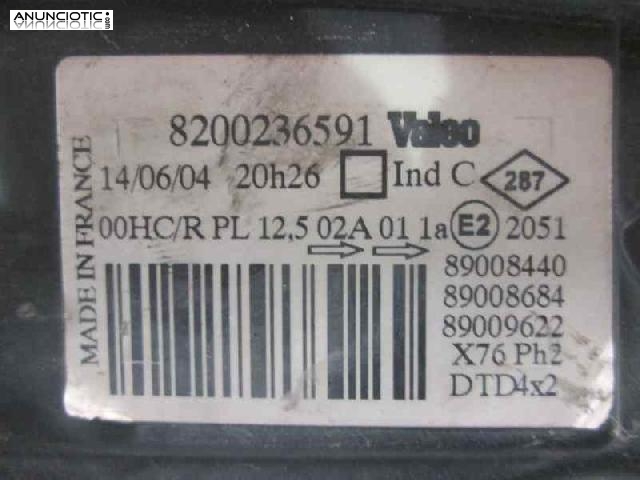 ANUNCIOTIC.com
8200236591 Valeo
14/06/04 20h26 Ind C 287
00HC/R PL 12,5 02A 01 1a E2 2051
MADE IN FRANCE
89008440
89008684
89009622
X76 Ph2
DTD4x2